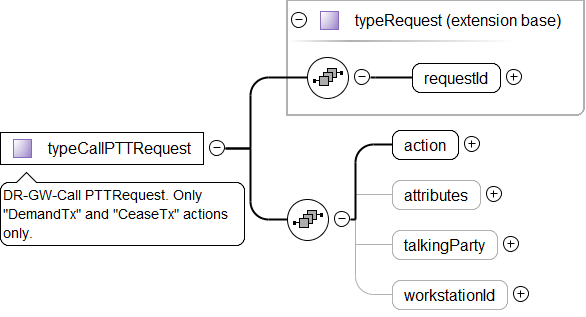 typeRequest (extension base)
requestId
typeCallPTTRequest
DR-GW-Call PTTRequest. Only
"DemandTx" and "CeaseTx" actions
only.
action
attributes
talkingParty
workstationId